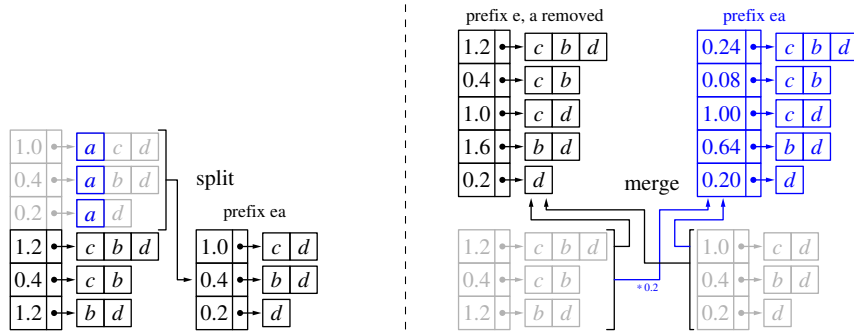 prefix e, a removed
prefix ea
1.2 c b d
0.24 c b d
0.4 c b
0.08 c b
1.0 c d
1.00 c d
1.6 b d
0.64 b d
0.2 d
0.20 d
merge
1.0 a c d
0.4 a b d
split
0.2 a d
prefix ea
1.2 c b d
1.0 c d
0.4 c b
0.4 b d
1.2 b d
0.2 d
1.2 c b d
1.0 c d
0.4 c b
* 0.2
0.4 b d
1.2 b d
0.2 d